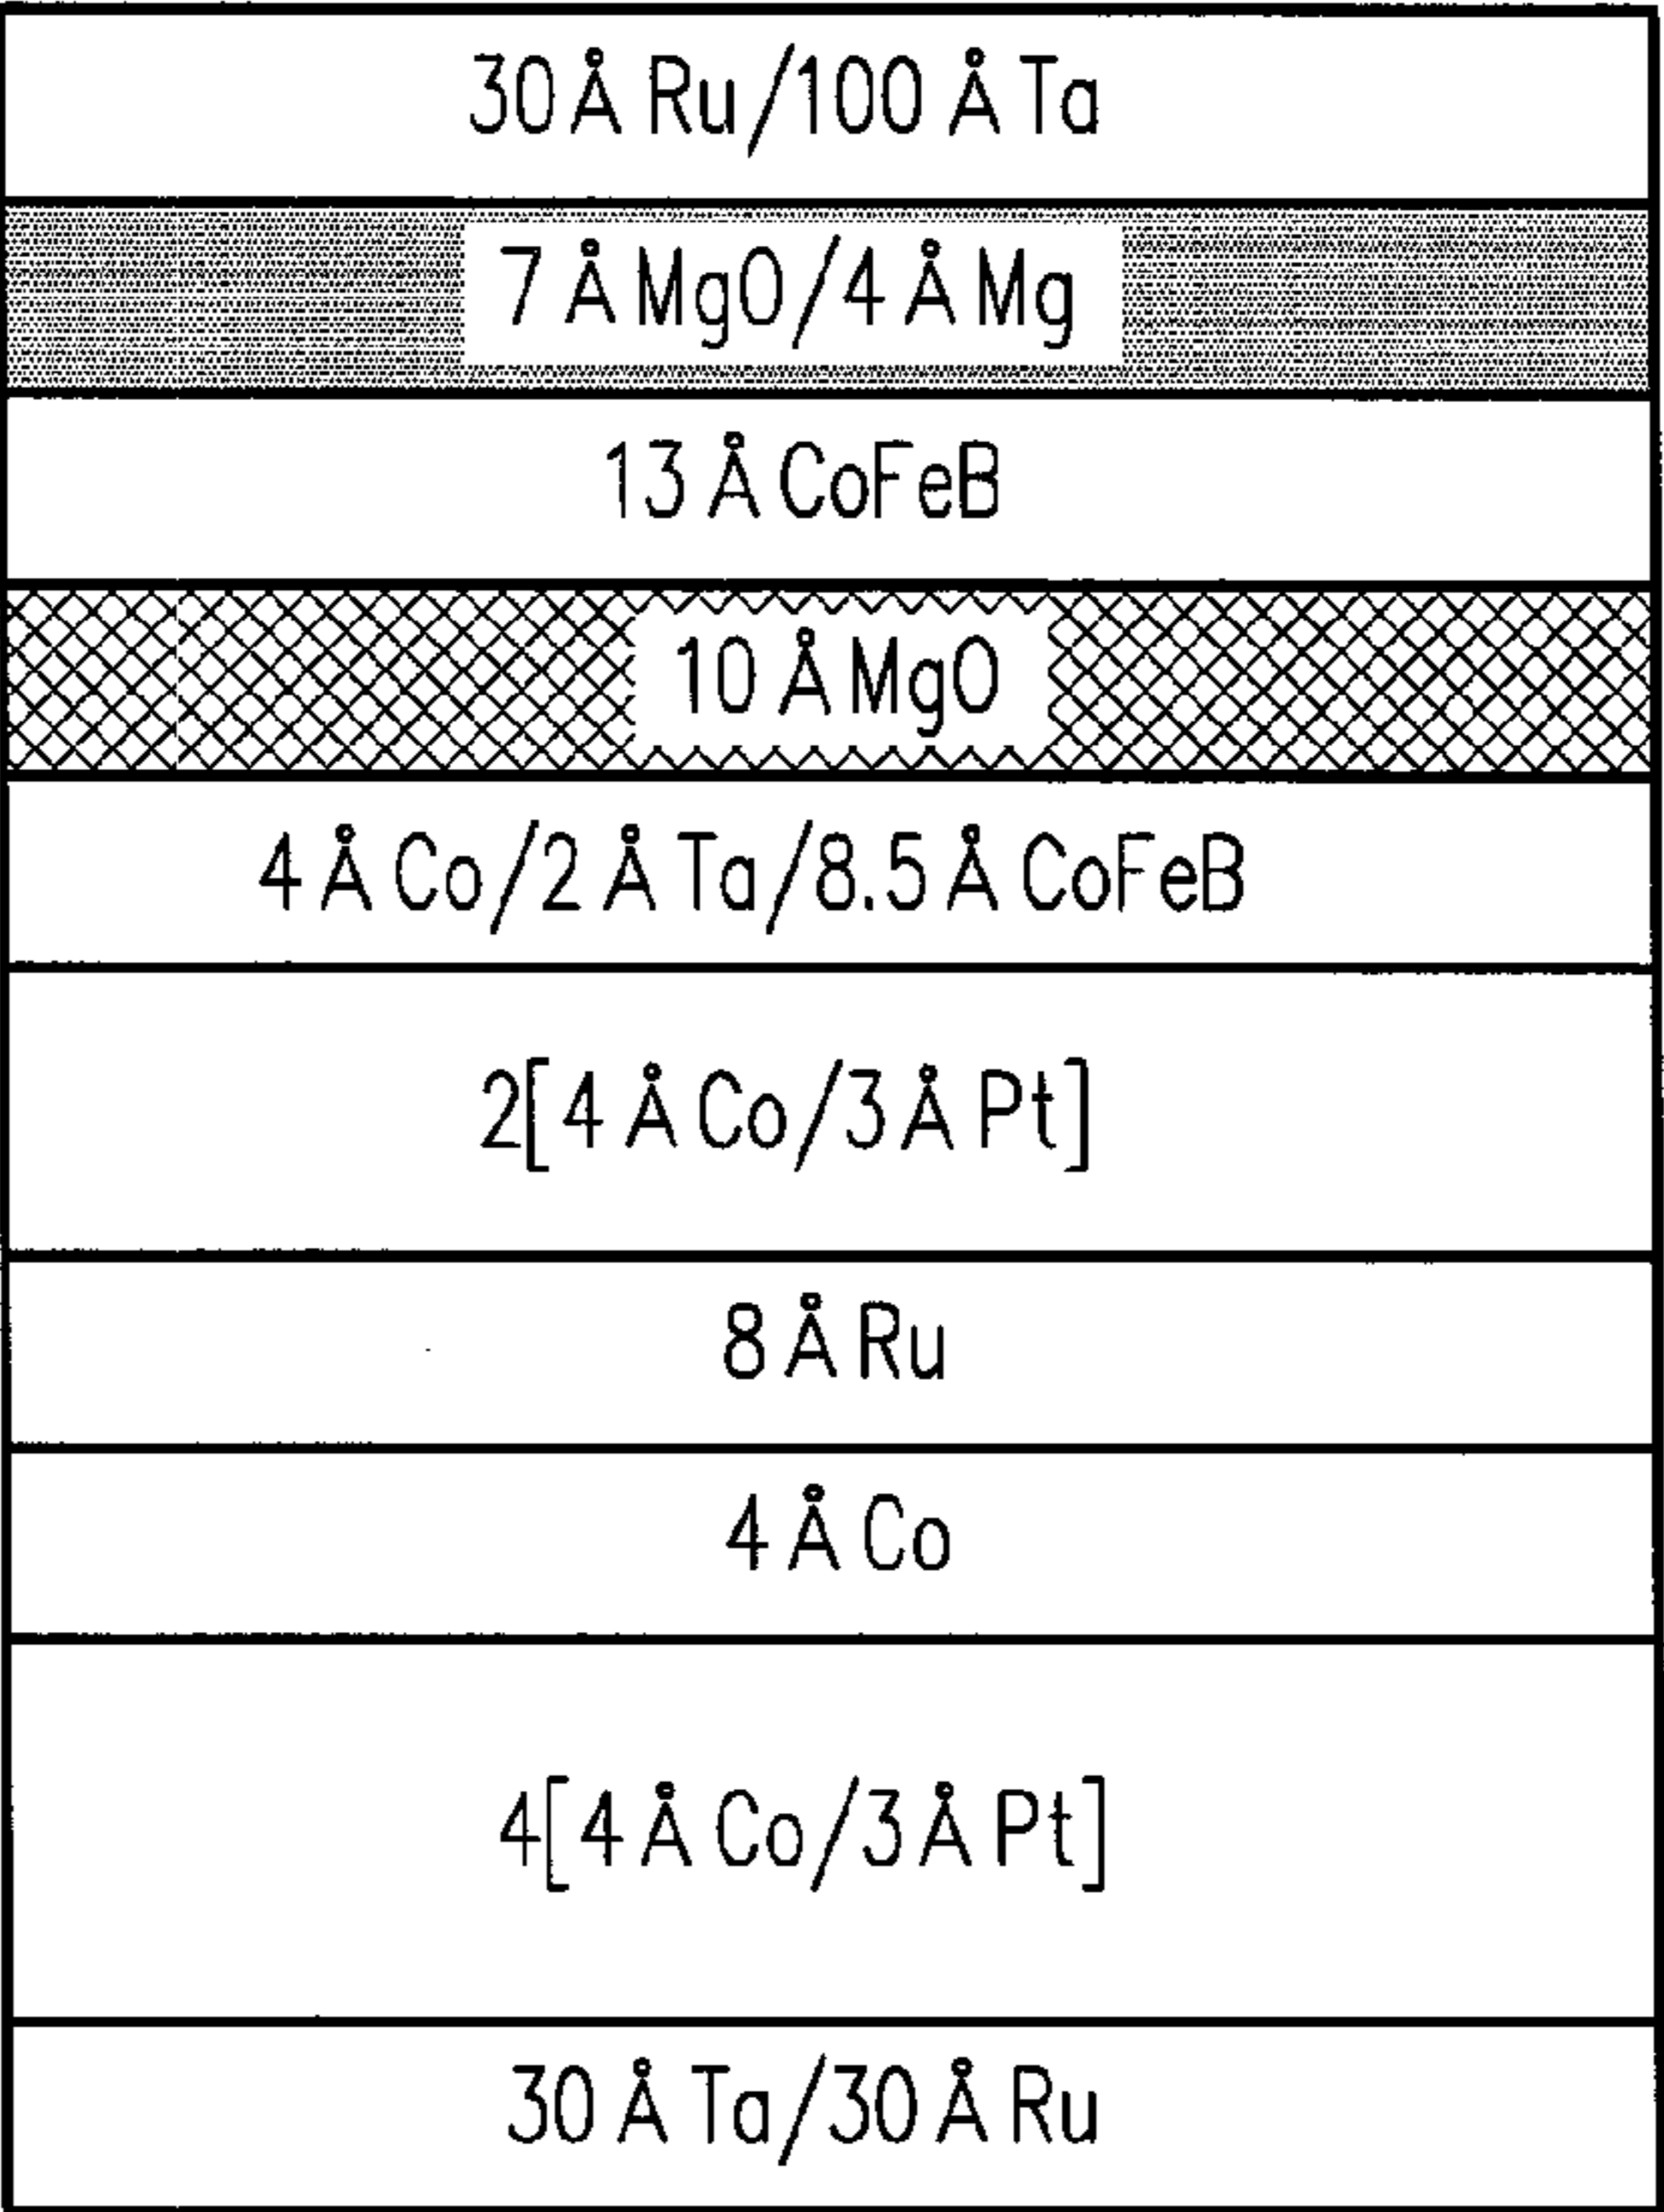 30 Å Ru/100 Å Ta
7 Å MgO/4 Å Mg
13 Å CoFeB
10 Å MgO
4 Å Co/2 Å Ta/8.5 Å CoFeB
2[4 Å Co/3 Å Pt]
8 Å Ru
4 Å Co
4[4 Å Co/3 Å Pt]
30 Å Ta/30 Å Ru